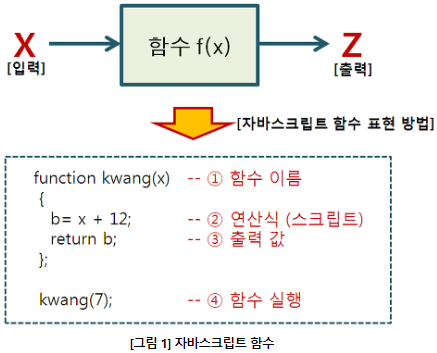 X 함수 f(x) Z
[입력] [출력]
[자바스크립트 함수 표현 방법]
function kwang(x) -- ① 함수 이름
{
b= x + 12; -- ② 연산식 (스크립트)
return b; -- ③ 출력 값
};
kwang(7); -- ④ 함수 실행
[그림 1] 자바스크립트 함수